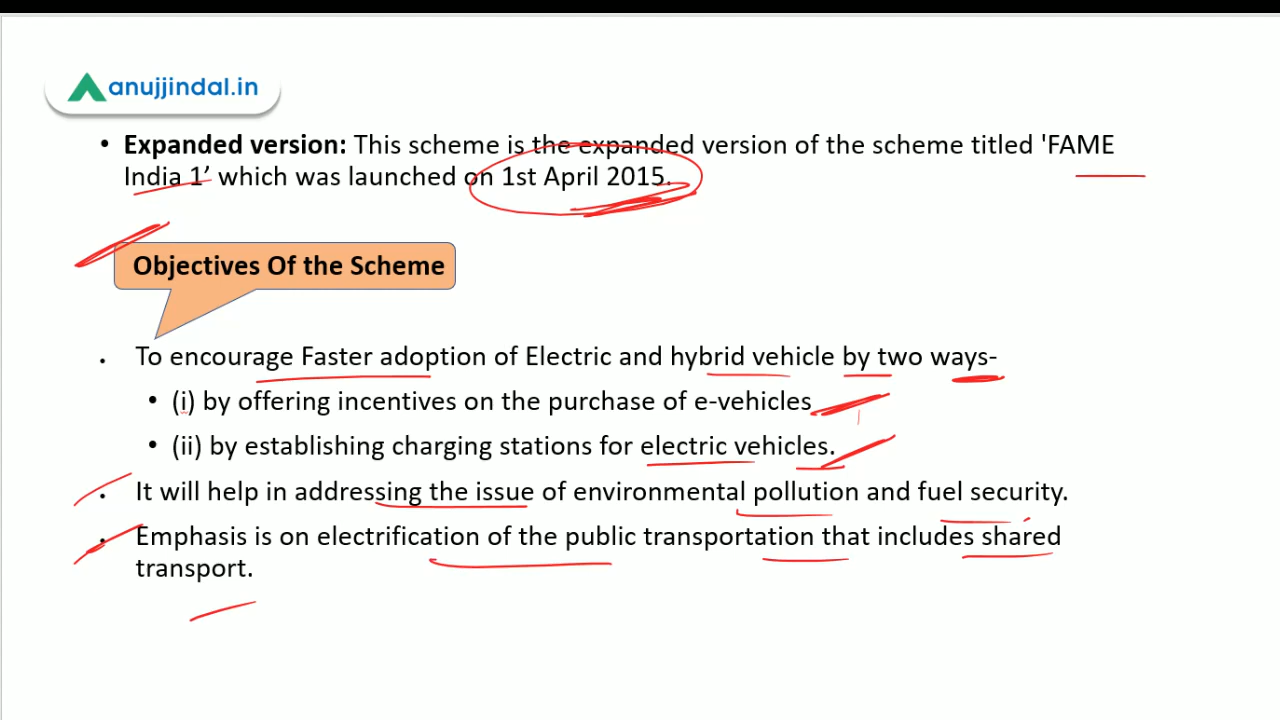 anujjindal.in
• Expanded version: This scheme is the expanded version of the scheme titled 'FAME
India 1’ which was launched on 1st April 2015.
Objectives Of the Scheme
• To encourage Faster adoption of Electric and hybrid vehicle by two ways-
• (i) by offering incentives on the purchase of e-vehicles
• (ii) by establishing charging stations for electric vehicles.
• It will help in addressing the issue of environmental pollution and fuel security.
• Emphasis is on electrification of the public transportation that includes shared
transport.